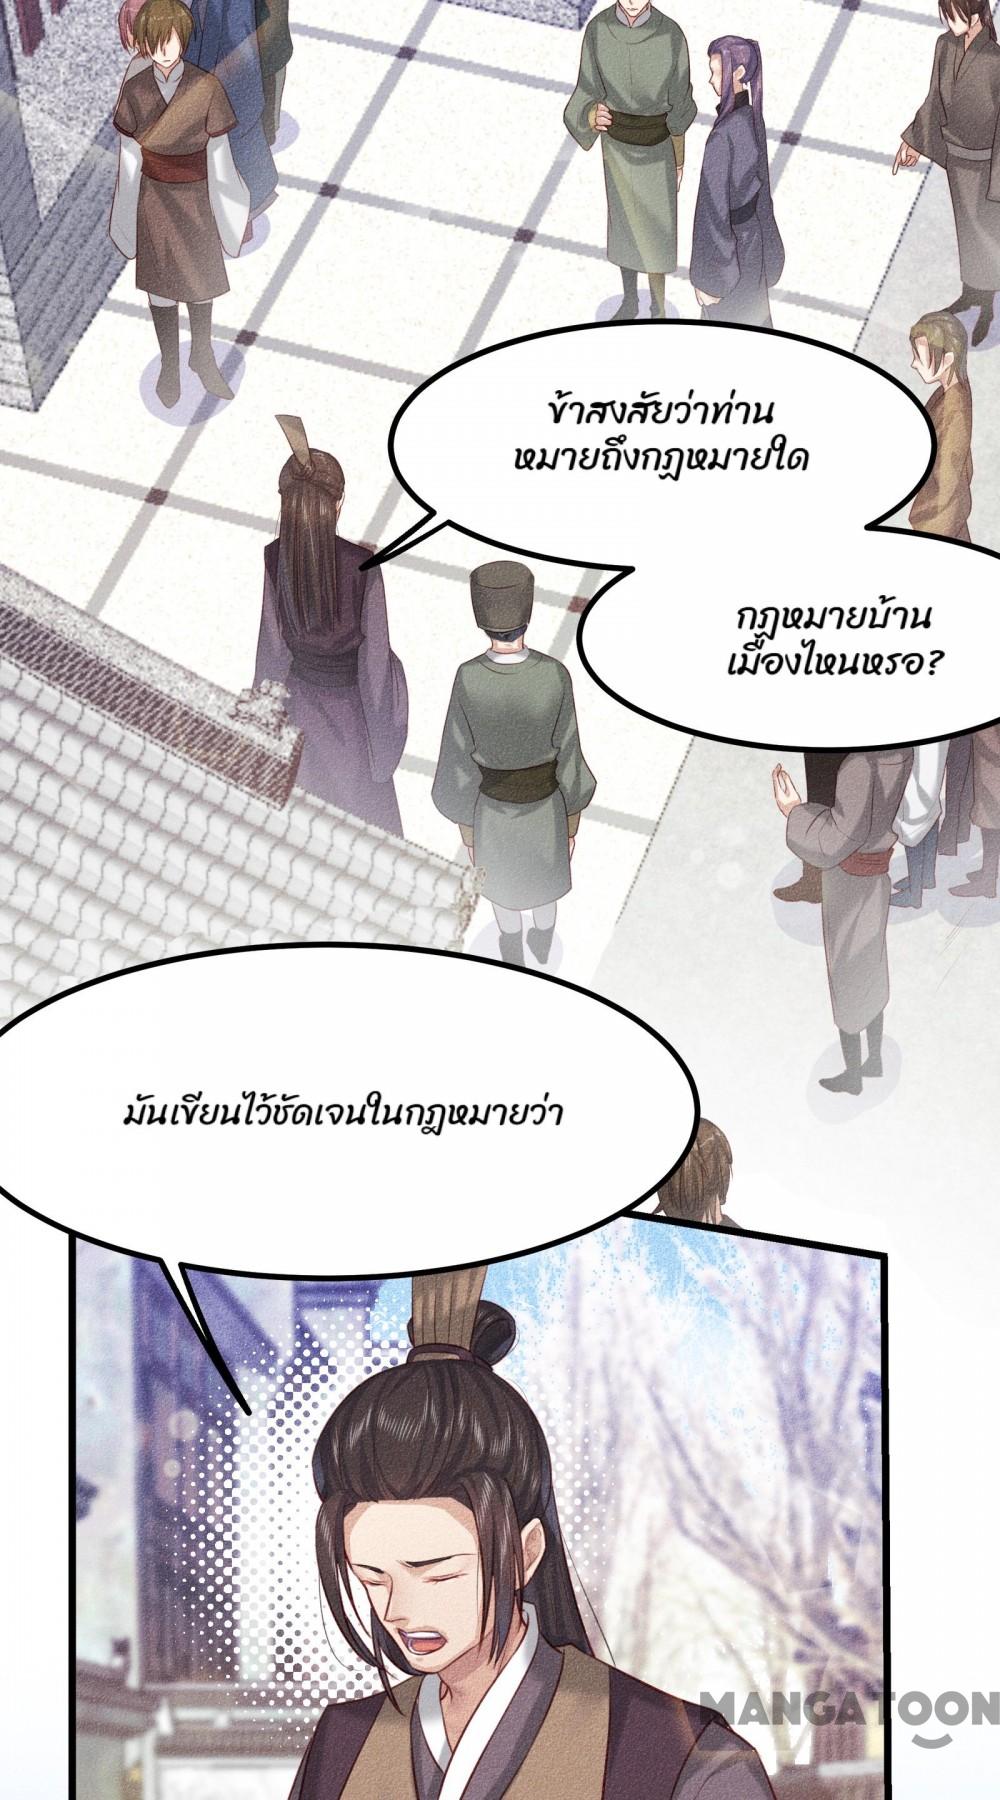 ข้าสงสัยว่าท่าน
หมายถึงกฎหมายใด
กฎหมายบ้าน
เมืองไหนหรอ?
มันเขียนไว้ชัดเจนในกฎหมายว่า
MANGATOON